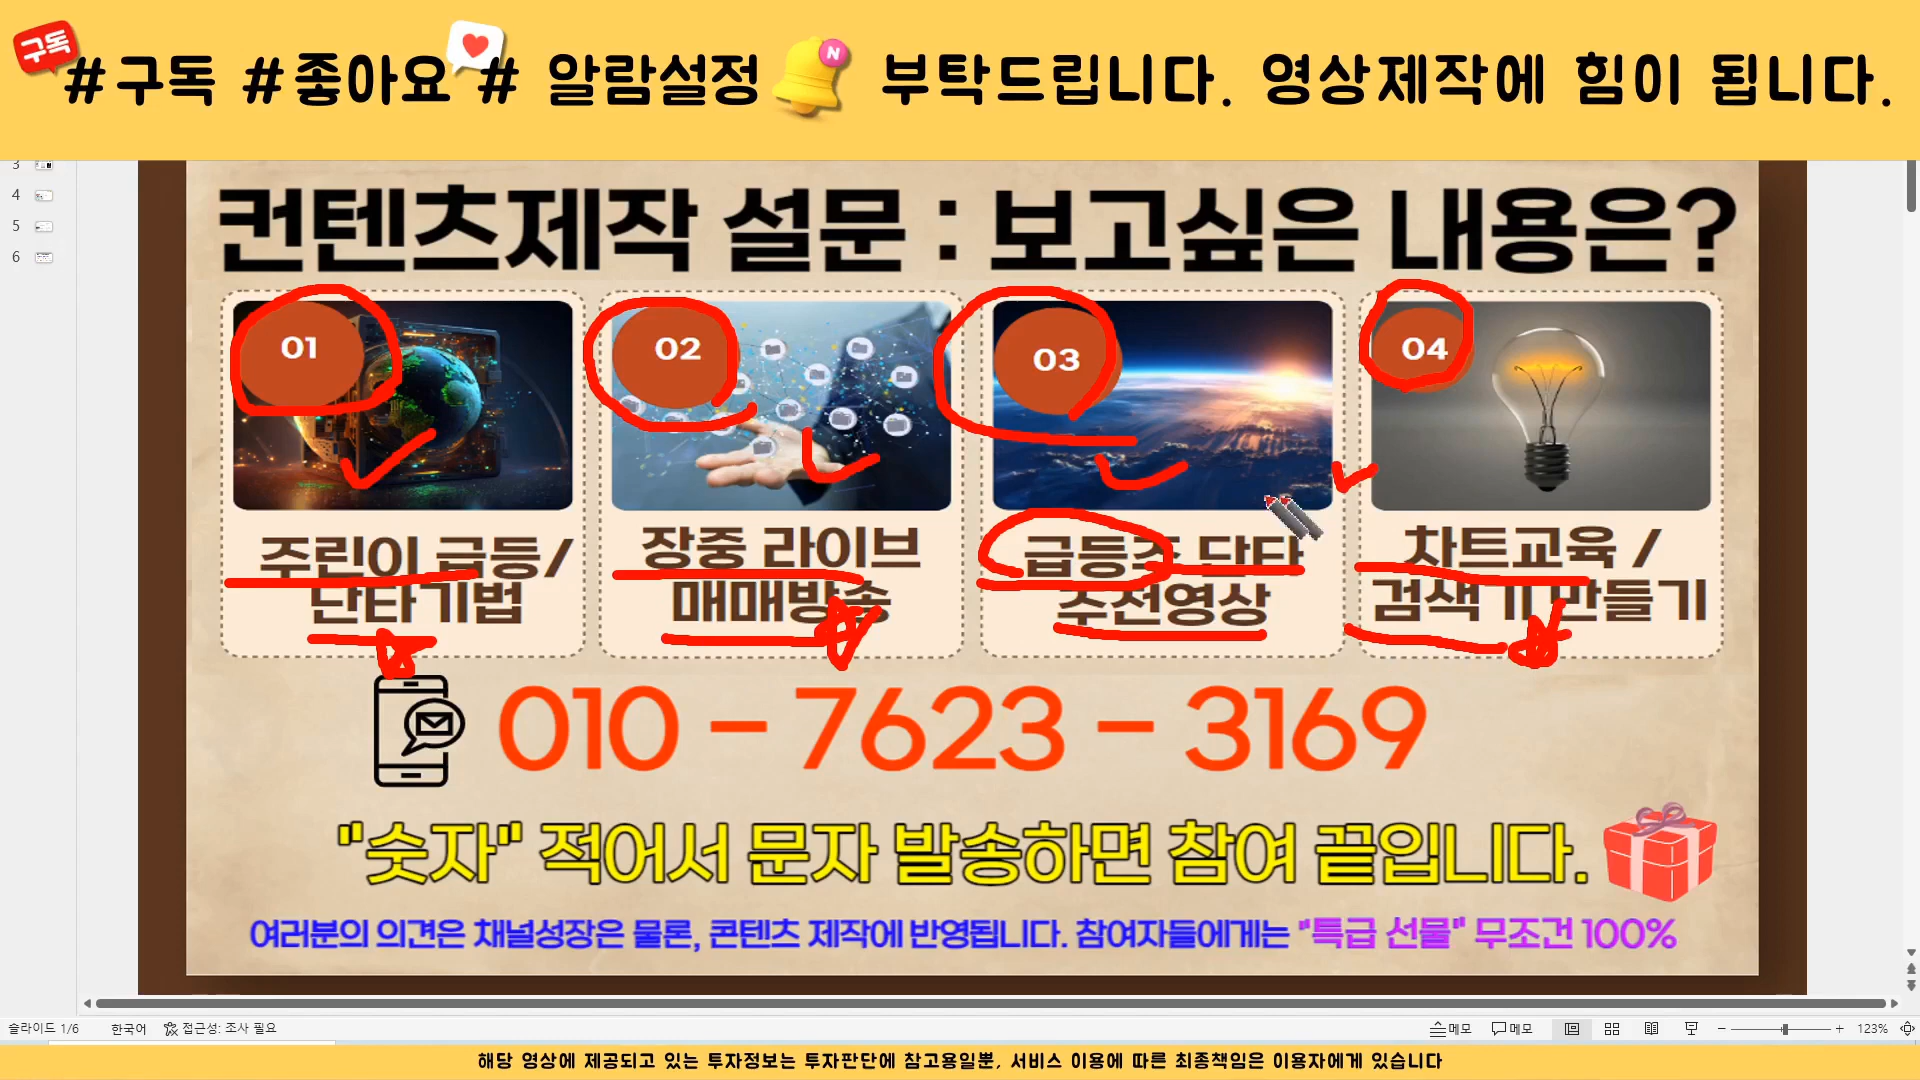 구독
#구독 #좋아요 # 알람설정 N 부탁드립니다. 영상제작에 힘이 됩니다.
3
4
5
6
컨텐츠제작 설문 : 보고싶은 내용은?
01
주린이 급등/
단타기법
02
장중 라이브
매매방송
03
급등주 단타
추천영상
04
차트교육 /
검색기만들기
010 - 7623 - 3169
"숫자" 적어서 문자 발송하면 참여 끝입니다.
여러분의 의견은 채널성장은 물론, 콘텐츠 제작에 반영됩니다. 참여자들에게는 "특급 선물" 무조건 100%
슬라이드 1/6 한국어 접근성: 조사 필요 메모 메모 123%
해당 영상에 제공되고 있는 투자정보는 투자판단에 참고용일뿐, 서비스 이용에 따른 최종책임은 이용자에게 있습니다